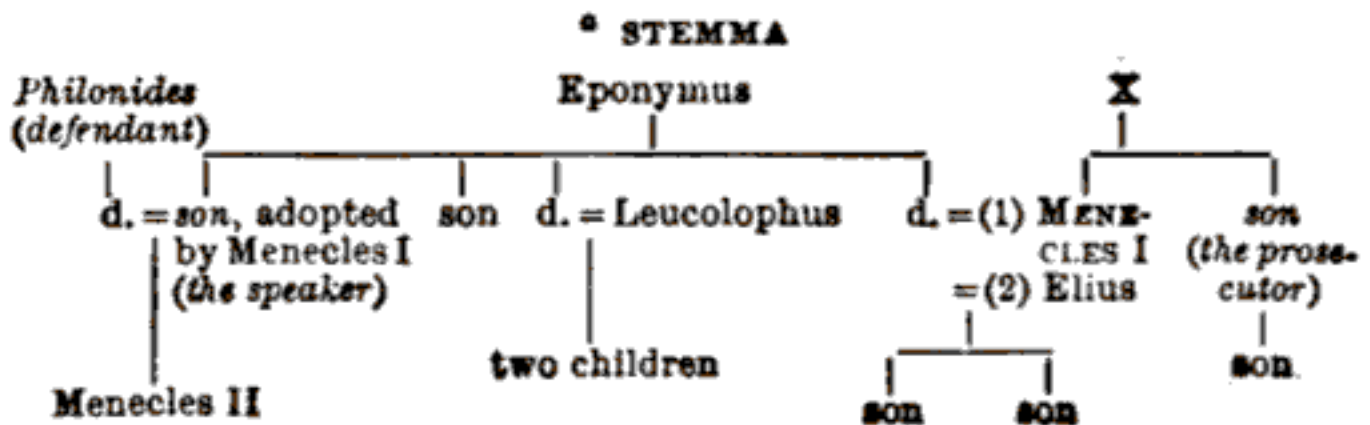 a STEMMA
Philonides Eponymus X
(defendant)
d. = son, adopted son d. = Leucolophus d. = (1) MENE- son
by Menecles I CLES I (the prose-
(the speaker) = (2) Elius cutor)
two children son.
Menecles II son son